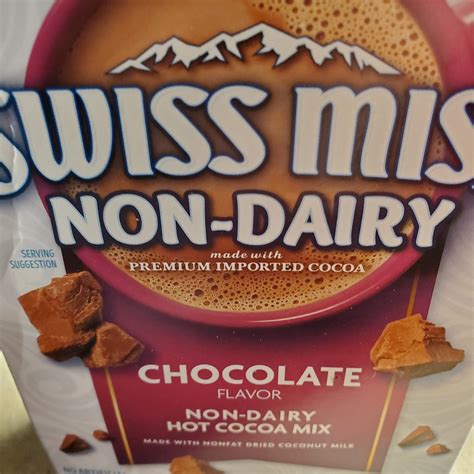 SWISS MIS
NON-DAIRY
made with
PREMIUM IMPORTED COCOA
SERVING
SUGGESTION
CHOCOLATE
FLAVOR
NON-DAIRY
HOT COCOA MIX
MADE WITH NONFAT DRIED COCONUT MILK